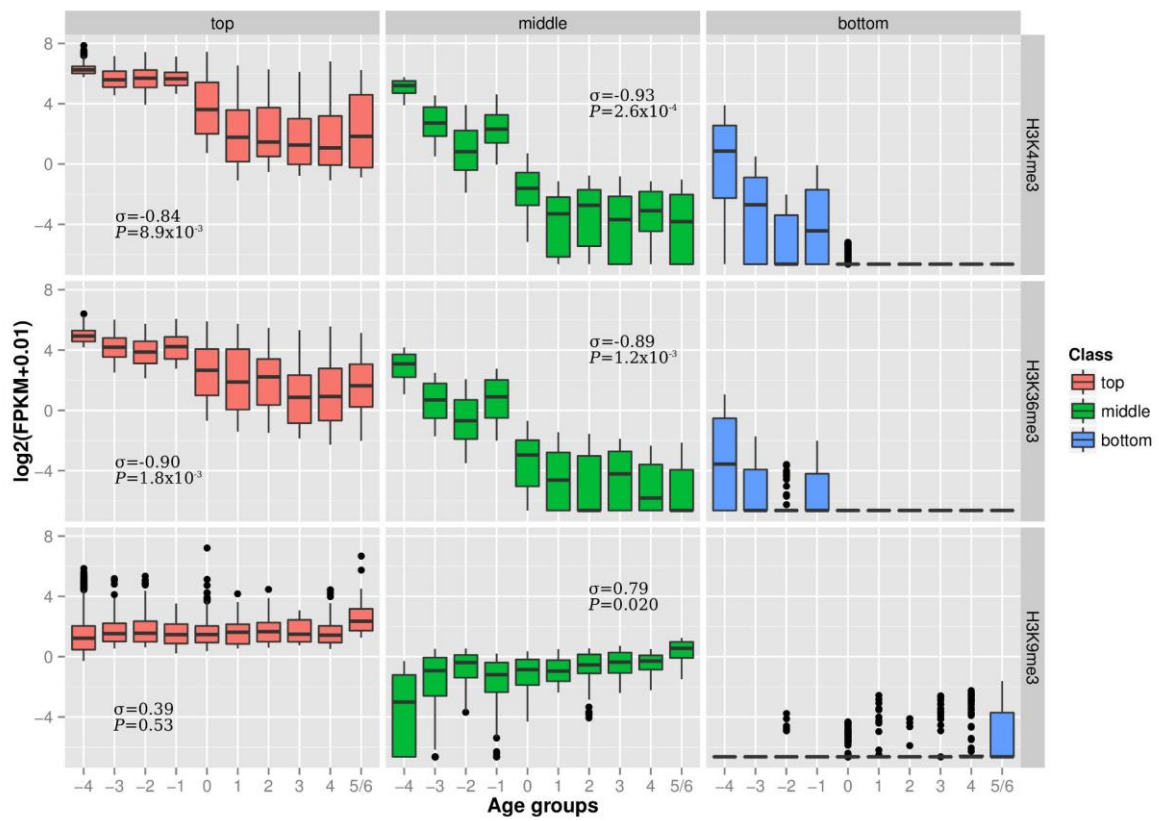 top middle bottom
8
4
0
−4
σ=-0.84
P=8.9x10⁻³
σ=-0.93
P=2.6x10⁻⁴
H3K4me3
8
4
0
−4
σ=-0.90
P=1.8x10⁻³
σ=-0.89
P=1.2x10⁻³
H3K36me3
8
4
0
−4
σ=0.39
P=0.53
σ=0.79
P=0.020
H3K9me3
log2(FPKM+0.01)
−4 −3 −2 −1 0 1 2 3 4 5/6 −4 −3 −2 −1 0 1 2 3 4 5/6 −4 −3 −2 −1 0 1 2 3 4 5/6
Age groups
Class
top
middle
bottom